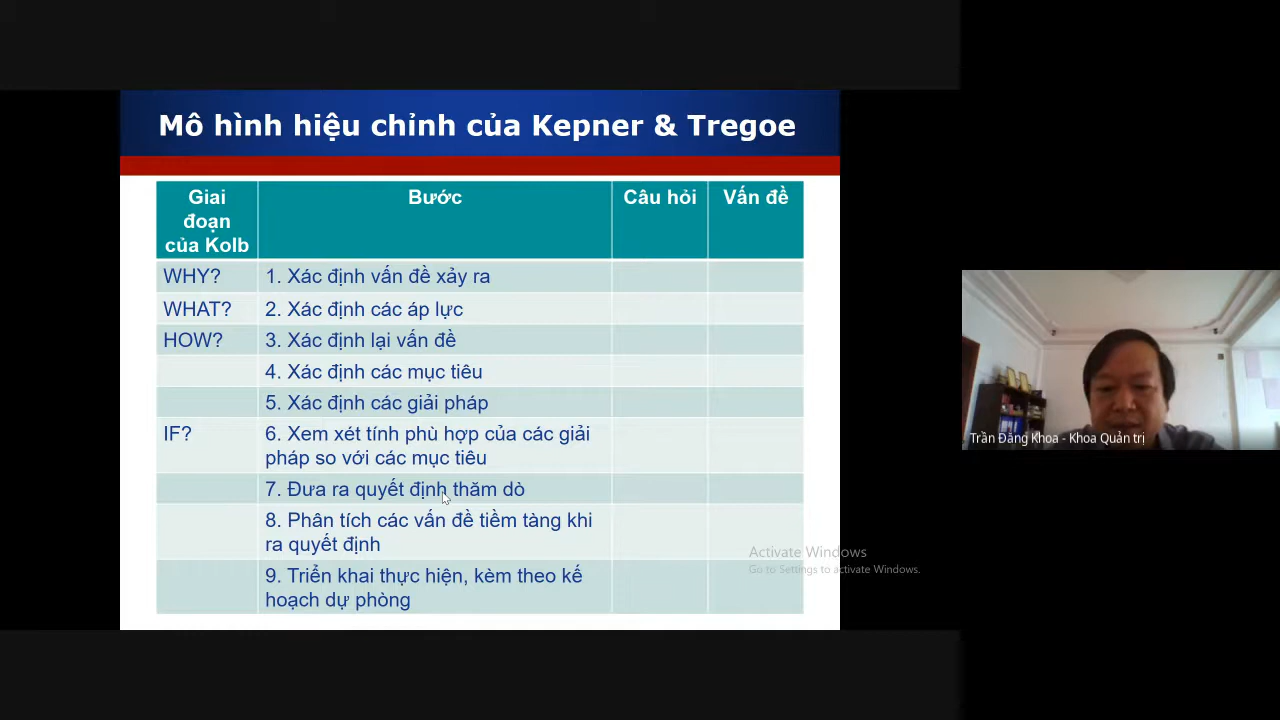 Mô hình hiệu chỉnh của Kepner & Tregoe
Giai
đoạn
của Kolb
Bước
Câu hỏi
Vấn đề
WHY?
1. Xác định vấn đề xảy ra
WHAT?
2. Xác định các áp lực
HOW?
3. Xác định lại vấn đề
4. Xác định các mục tiêu
5. Xác định các giải pháp
IF?
6. Xem xét tính phù hợp của các giải
pháp so với các mục tiêu
7. Đưa ra quyết định thăm dò
8. Phân tích các vấn đề tiềm tàng khi
ra quyết định
9. Triển khai thực hiện, kèm theo kế
hoạch dự phòng
Activate Windows
Go to Settings to activate Windows.
Trần Đăng Khoa - Khoa Quản trị